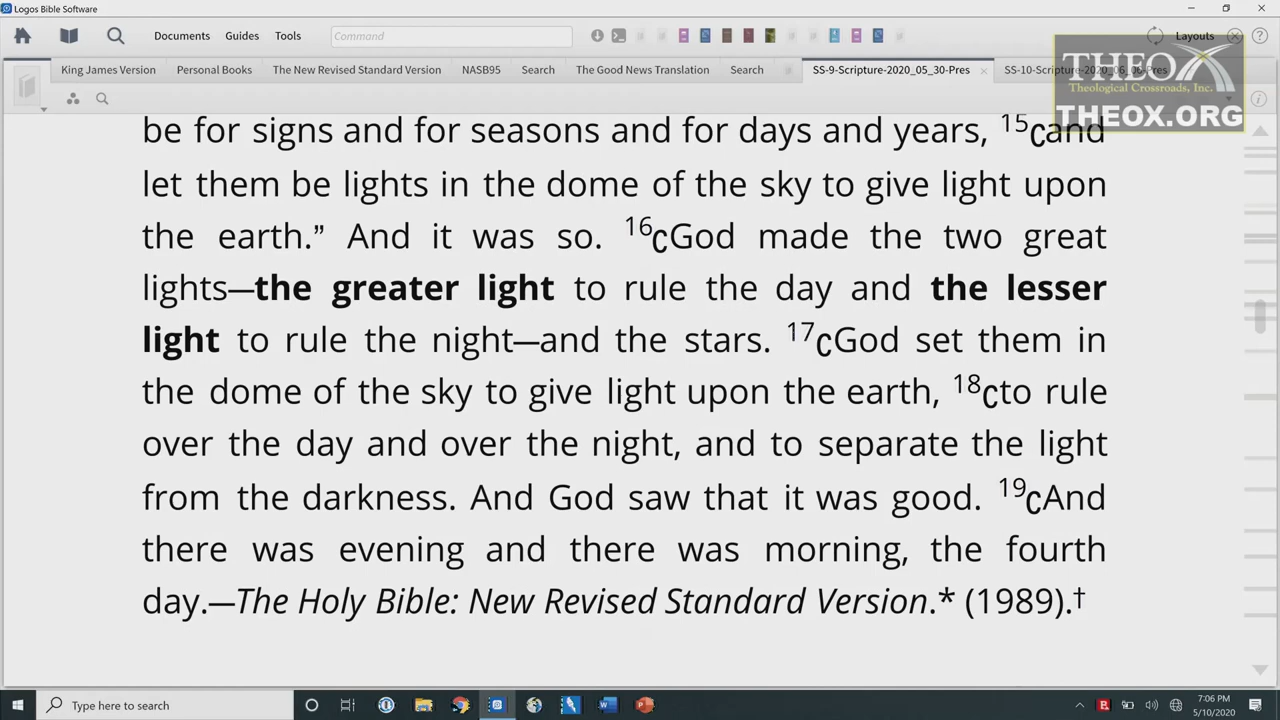 Logos Bible Software
Documents Guides Tools Command Layouts
King James Version Personal Books The New Revised Standard Version NASB95 Search The Good News Translation Search SS-9-Scripture-2020_05_30-Pres SS-10-Scripture-2020_06_06-Pres
THEOX
Theological Crossroads, Inc.
THEOX.ORG
be for signs and for seasons and for days and years, 15cand
let them be lights in the dome of the sky to give light upon
the earth.” And it was so. 16cGod made the two great
lights—the greater light to rule the day and the lesser
light to rule the night—and the stars. 17cGod set them in
the dome of the sky to give light upon the earth, 18cto rule
over the day and over the night, and to separate the light
from the darkness. And God saw that it was good. 19cAnd
there was evening and there was morning, the fourth
day.—The Holy Bible: New Revised Standard Version.* (1989).†
Type here to search
7:06 PM
5/10/2020